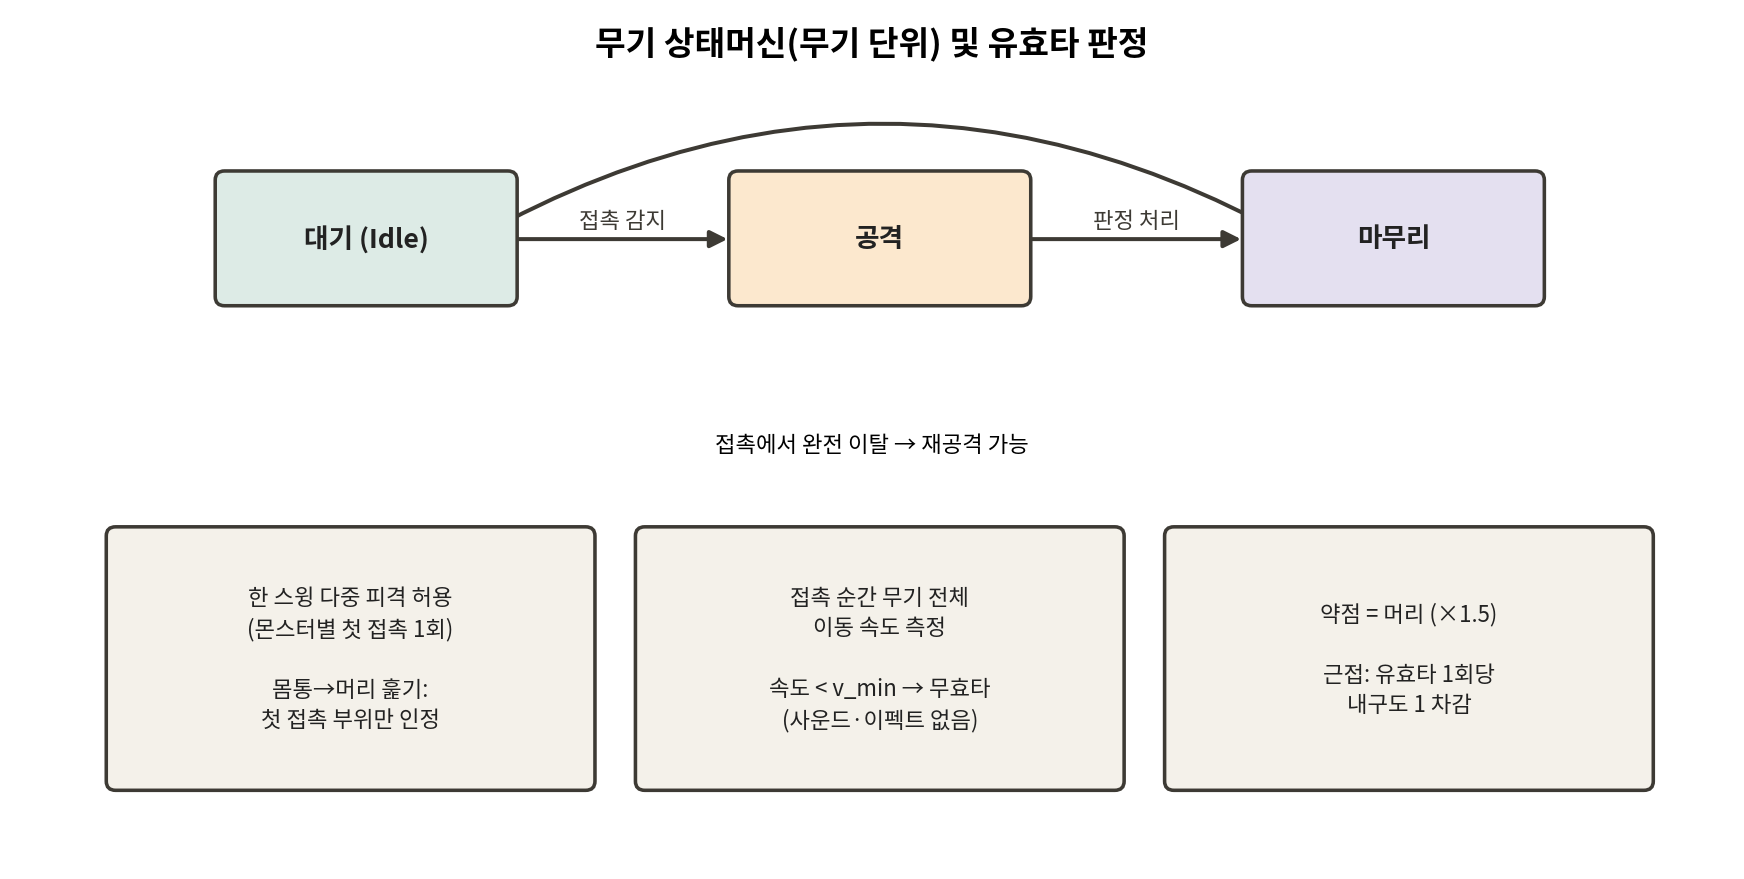 무기 상태머신(무기 단위) 및 유효타 판정
대기 (Idle)
접촉 감지
공격
판정 처리
마무리
접촉에서 완전 이탈 → 재공격 가능
한 스윙 다중 피격 허용
(몬스터별 첫 접촉 1회)
몸통→머리 훑기:
첫 접촉 부위만 인정
접촉 순간 무기 전체
이동 속도 측정
속도 < v_min → 무효타
(사운드·이펙트 없음)
약점 = 머리 (×1.5)
근접: 유효타 1회당
내구도 1 차감